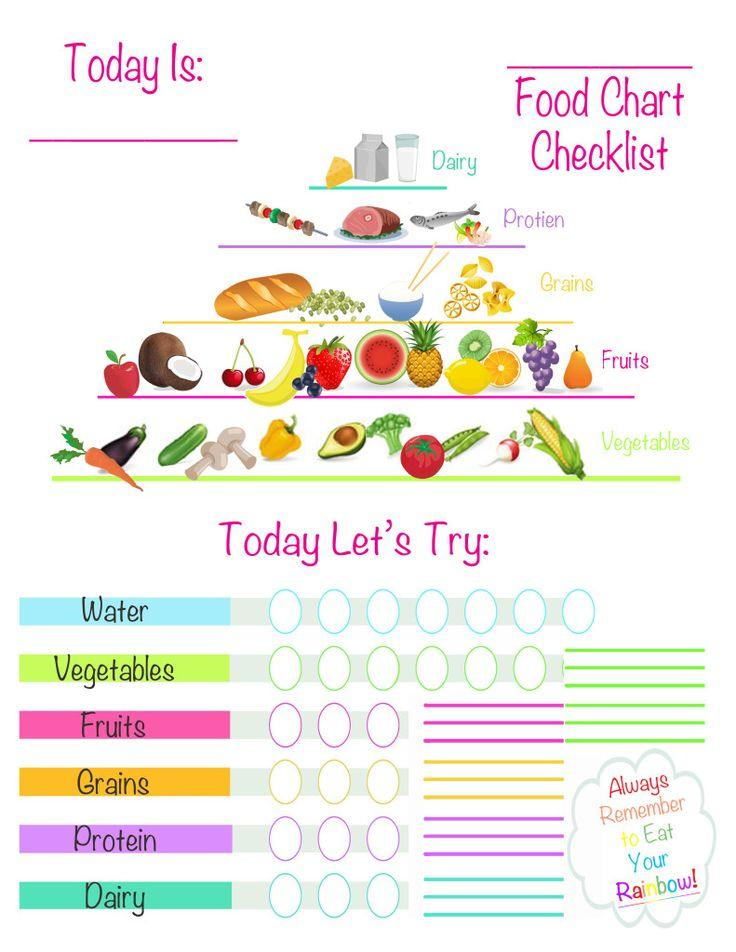 Today Is:
Food Chart
Checklist
Dairy
Protien
Grains
Fruits
Vegetables
Today Let's Try:
Water
Vegetables
Fruits
Grains
Protein
Dairy
Always
Remember
to Eat
Your
Rainbow!